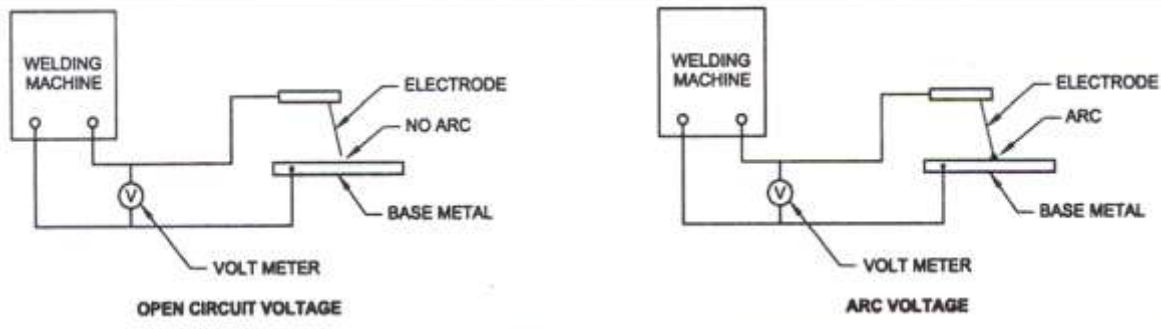 WELDING
MACHINE
ELECTRODE
NO ARC
V
BASE METAL
VOLT METER
OPEN CIRCUIT VOLTAGE
WELDING
MACHINE
ELECTRODE
ARC
V
BASE METAL
VOLT METER
ARC VOLTAGE